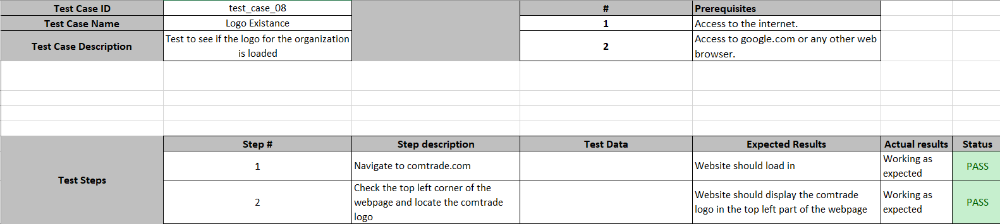 Test Case ID test_case_08 # Prerequisites
Test Case Name Logo Existance 1 Access to the internet.
Test Case Description Test to see if the logo for the organization
is loaded 2 Access to google.com or any other web
browser.
Test Steps
Step # Step description Test Data Expected Results Actual results Status
1 Navigate to comtrade.com Website should load in Working as
expected PASS
2 Check the top left corner of the
webpage and locate the comtrade
logo Website should display the comtrade
logo in the top left part of the webpage Working as
expected PASS